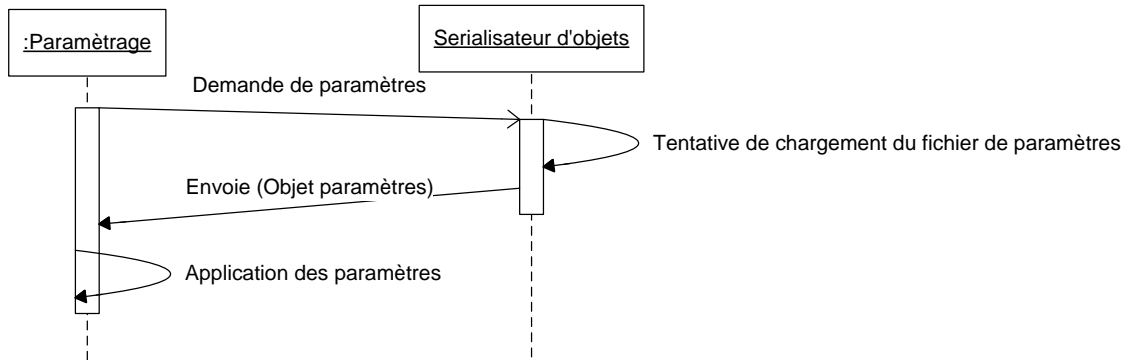 :Paramètrage
Serialisateur d'objets
Demande de paramètres
Tentative de chargement du fichier de paramètres
Envoie (Objet paramètres)
Application des paramètres